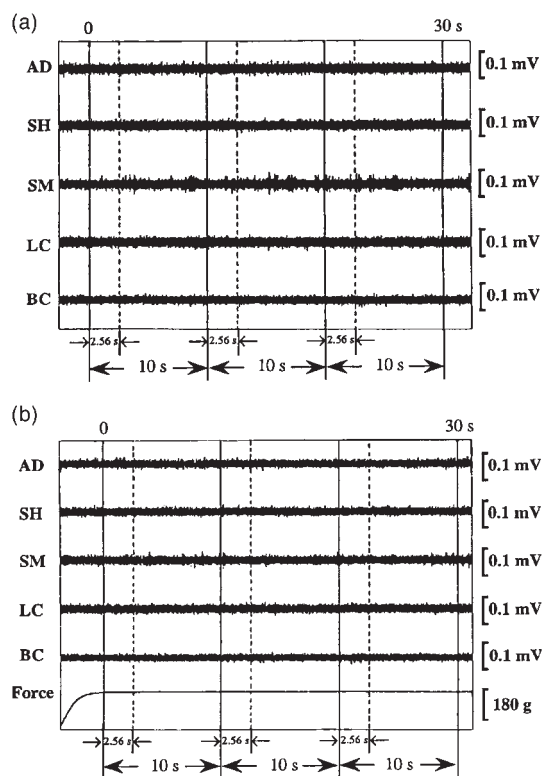 (a)
0 30 s
AD 0.1 mV
SH 0.1 mV
SM 0.1 mV
LC 0.1 mV
BC 0.1 mV
2.56 s 2.56 s 2.56 s
10 s 10 s 10 s
(b)
0 30 s
AD 0.1 mV
SH 0.1 mV
SM 0.1 mV
LC 0.1 mV
BC 0.1 mV
Force 180 g
2.56 s 2.56 s 2.56 s
10 s 10 s 10 s